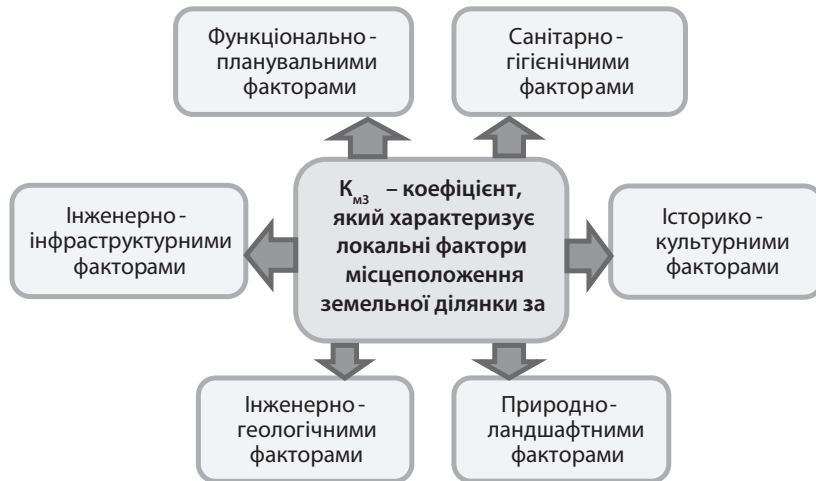 Функціонально-
планувальними
факторами
Санітарно-
гігієнічними
факторами
К_м3 – коефіцієнт,
який характеризує
локальні фактори
місцеположення
земельної ділянки за
Інженерно-
інфраструктурними
факторами
Історико-
культурними
факторами
Інженерно-
геологічними
факторами
Природно-
ландшафтними
факторами